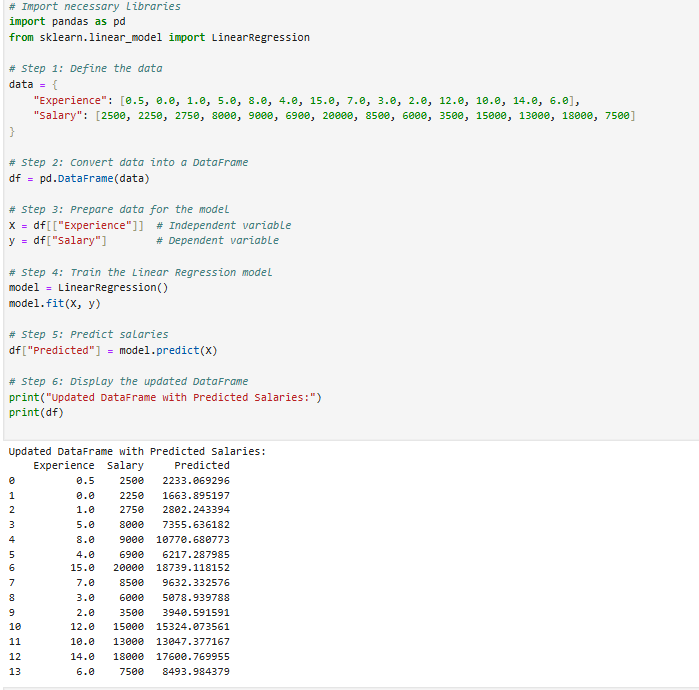 # Import necessary libraries
import pandas as pd
from sklearn.linear_model import LinearRegression
# Step 1: Define the data
data = {
"Experience": [0.5, 0.0, 1.0, 5.0, 8.0, 4.0, 15.0, 7.0, 3.0, 2.0, 12.0, 10.0, 14.0, 6.0],
"Salary": [2500, 2250, 2750, 8000, 9000, 6900, 20000, 8500, 6000, 3500, 15000, 13000, 18000, 7500]
}
# Step 2: Convert data into a DataFrame
df = pd.DataFrame(data)
# Step 3: Prepare data for the model
X = df[["Experience"]]  # Independent variable
y = df["Salary"]        # Dependent variable
# Step 4: Train the Linear Regression model
model = LinearRegression()
model.fit(X, y)
# Step 5: Predict salaries
df["Predicted"] = model.predict(X)
# Step 6: Display the updated DataFrame
print("Updated DataFrame with Predicted Salaries:")
print(df)
Updated DataFrame with Predicted Salaries:
Experience  Salary     Predicted
0          0.5    2500   2233.069296
1          0.0    2250   1663.895197
2          1.0    2750   2802.243394
3          5.0    8000   7355.636182
4          8.0    9000  10770.680773
5          4.0    6900   6217.287985
6         15.0   20000  18739.118152
7          7.0    8500   9632.332576
8          3.0    6000   5078.939788
9          2.0    3500   3940.591591
10        12.0   15000  15324.073561
11        10.0   13000  13047.377167
12        14.0   18000  17600.769955
13         6.0    7500   8493.984379